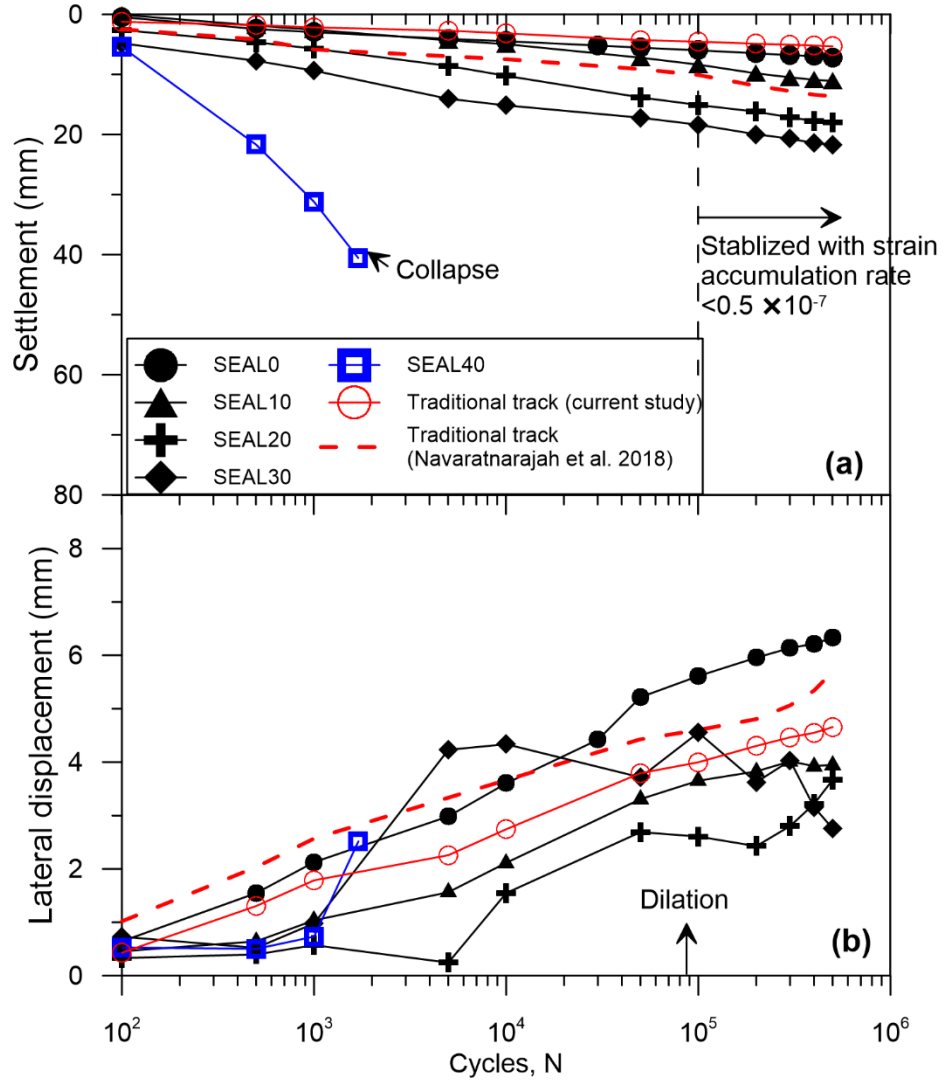 0
20
40
60
80
Settlement (mm)
Collapse
Stablized with strain
accumulation rate
<0.5 ×10⁻⁷
SEAL0
SEAL10
SEAL20
SEAL30
SEAL40
Traditional track (current study)
Traditional track
(Navaratnarajah et al. 2018)
(a)
8
6
4
2
0
Lateral displacement (mm)
Dilation
(b)
10²
10³
10⁴
10⁵
10⁶
Cycles, N